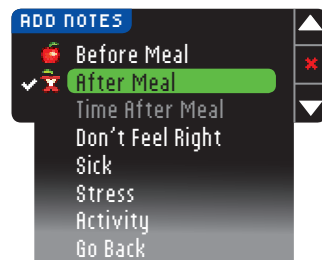 ADD NOTES
Before Meal
After Meal
Time After Meal
Don't Feel Right
Sick
Stress
Activity
Go Back